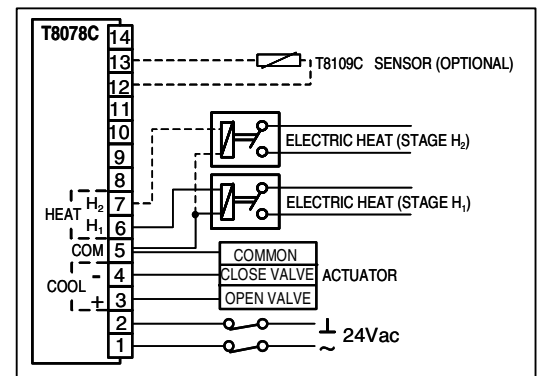 T8078C
14
13
T8109C SENSOR (OPTIONAL)
12
11
10
ELECTRIC HEAT (STAGE H₂)
9
8
ELECTRIC HEAT (STAGE H₁)
H₂ 7
HEAT
H₁ 6
COM 5 COMMON
- 4 CLOSE VALVE ACTUATOR
COOL
+ 3 OPEN VALVE
2 ⊥
24Vac
1 ~